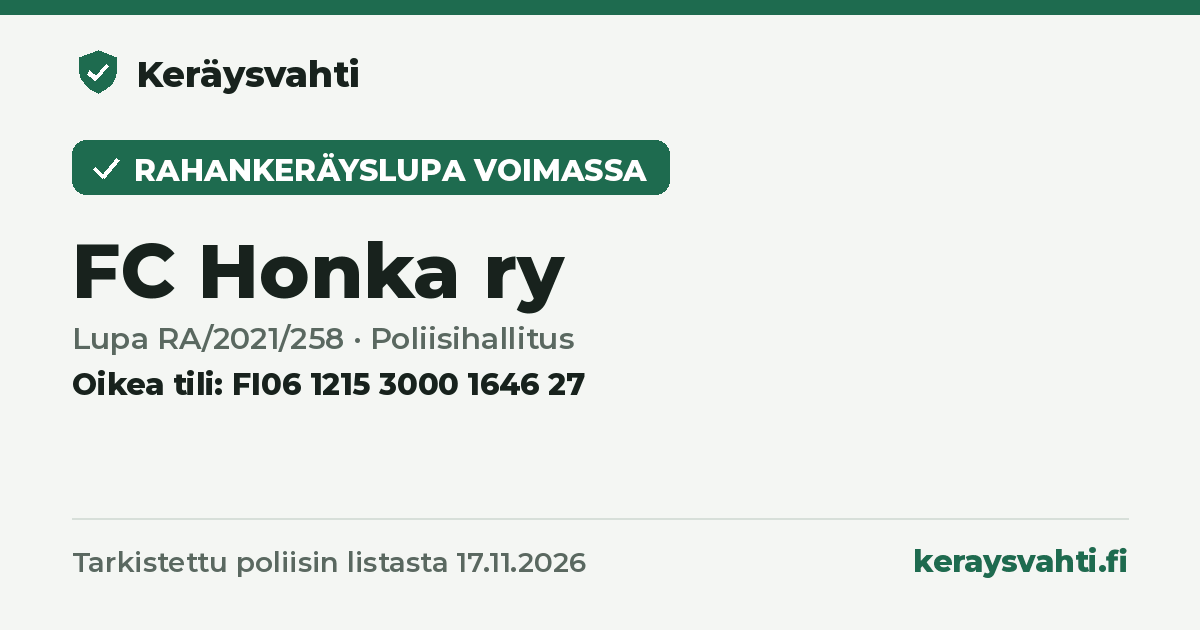 Keräysvahti
RAHANKERÄYSLUPA VOIMASSA
FC Honka ry
Lupa RA/2021/258 · Poliisihallitus
Oikea tili: FI06 1215 3000 1646 27
Tarkistettu poliisin listasta 17.11.2026
keraysvahti.fi